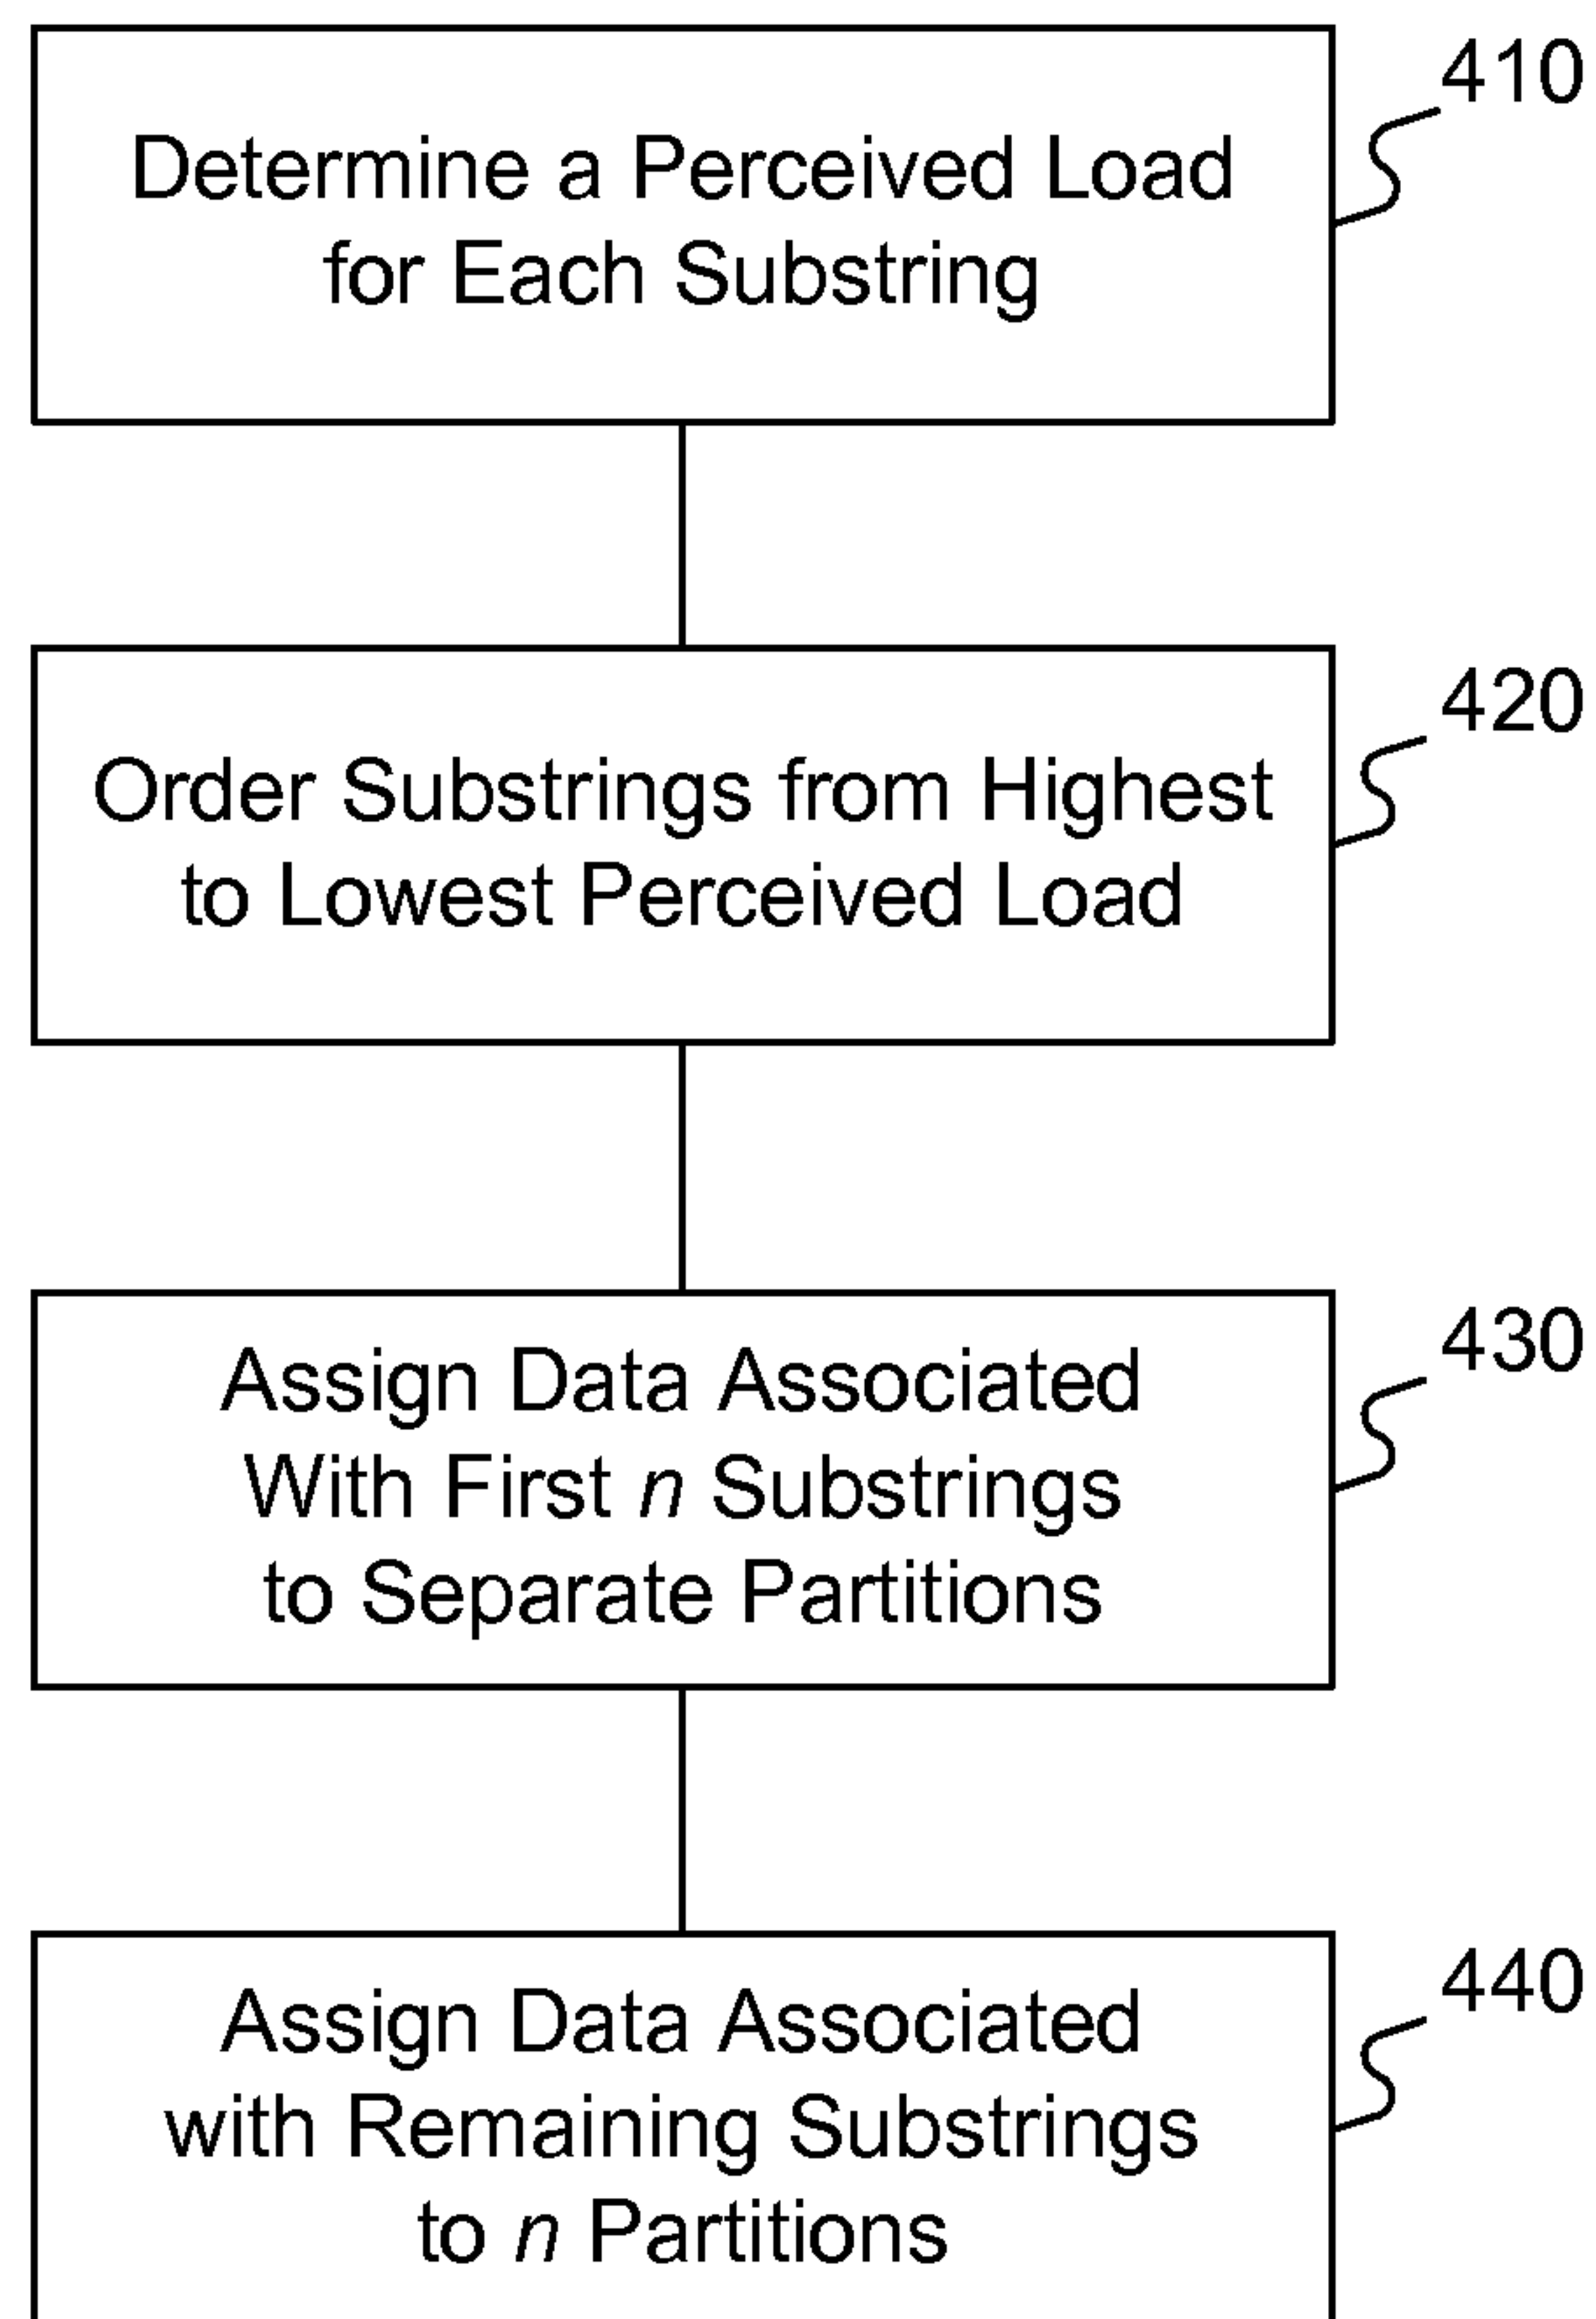 410
Determine a Perceived Load
for Each Substring
420
Order Substrings from Highest
to Lowest Perceived Load
430
Assign Data Associated
With First n Substrings
to Separate Partitions
440
Assign Data Associated
with Remaining Substrings
to n Partitions